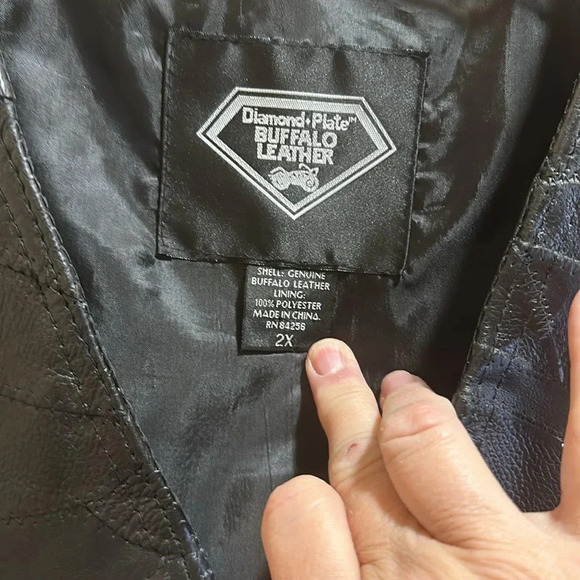 Diamond+Plate™
BUFFALO
LEATHER
SHELL: GENUINE
BUFFALO LEATHER
LINING:
100% POLYESTER
MADE IN CHINA.
RN 84256
2X